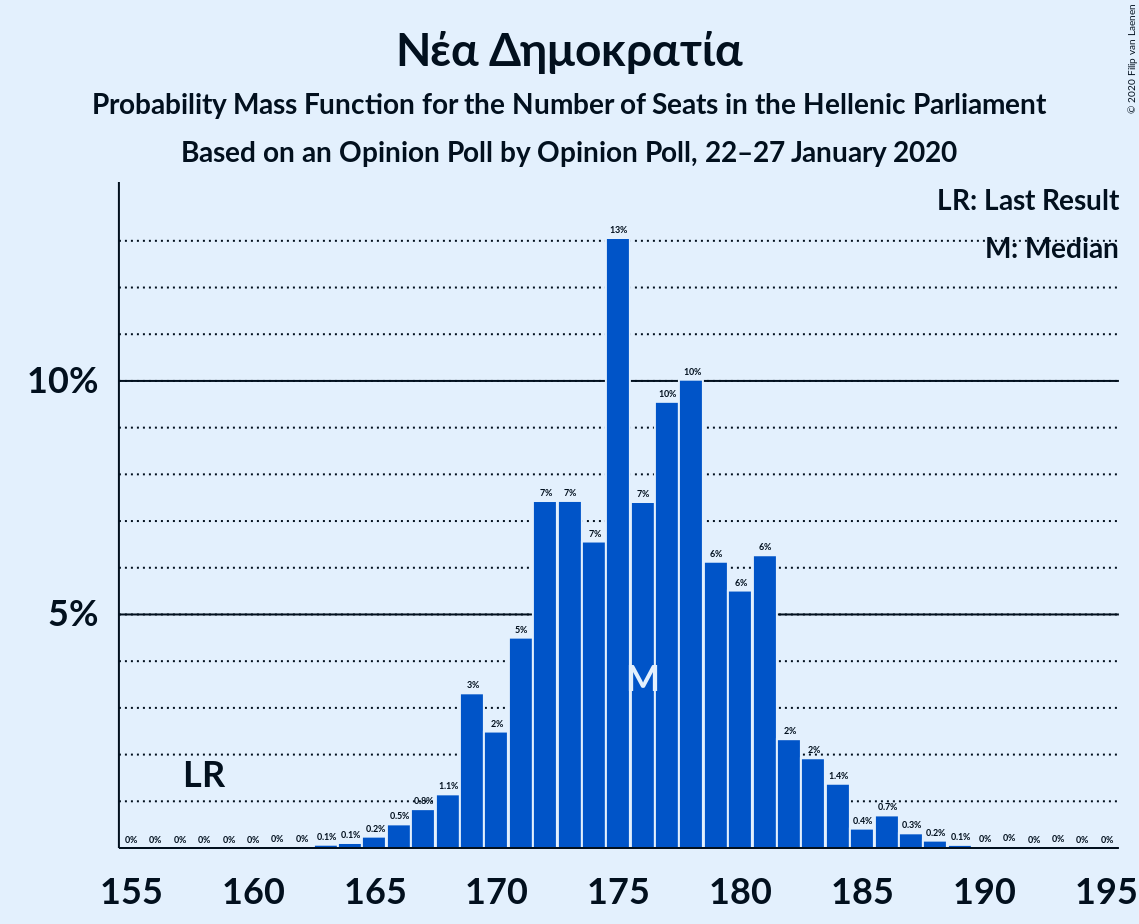 Νέα Δημοκρατία
Probability Mass Function for the Number of Seats in the Hellenic Parliament
Based on an Opinion Poll by Opinion Poll, 22–27 January 2020
© 2020 Filip van Laenen
LR: Last Result
M: Median
10%
5%
0% 0% 0% 0% 0% 0% 0% 0% 0.1% 0.1% 0.2% 0.5% 0.8% 1.1% 3% 2% 5% 7% 7% 7% 13% 7% 10% 10% 6% 6% 6% 2% 2% 1.4% 0.4% 0.7% 0.3% 0.2% 0.1% 0% 0% 0% 0% 0% 0%
M
LR
155 160 165 170 175 180 185 190 195